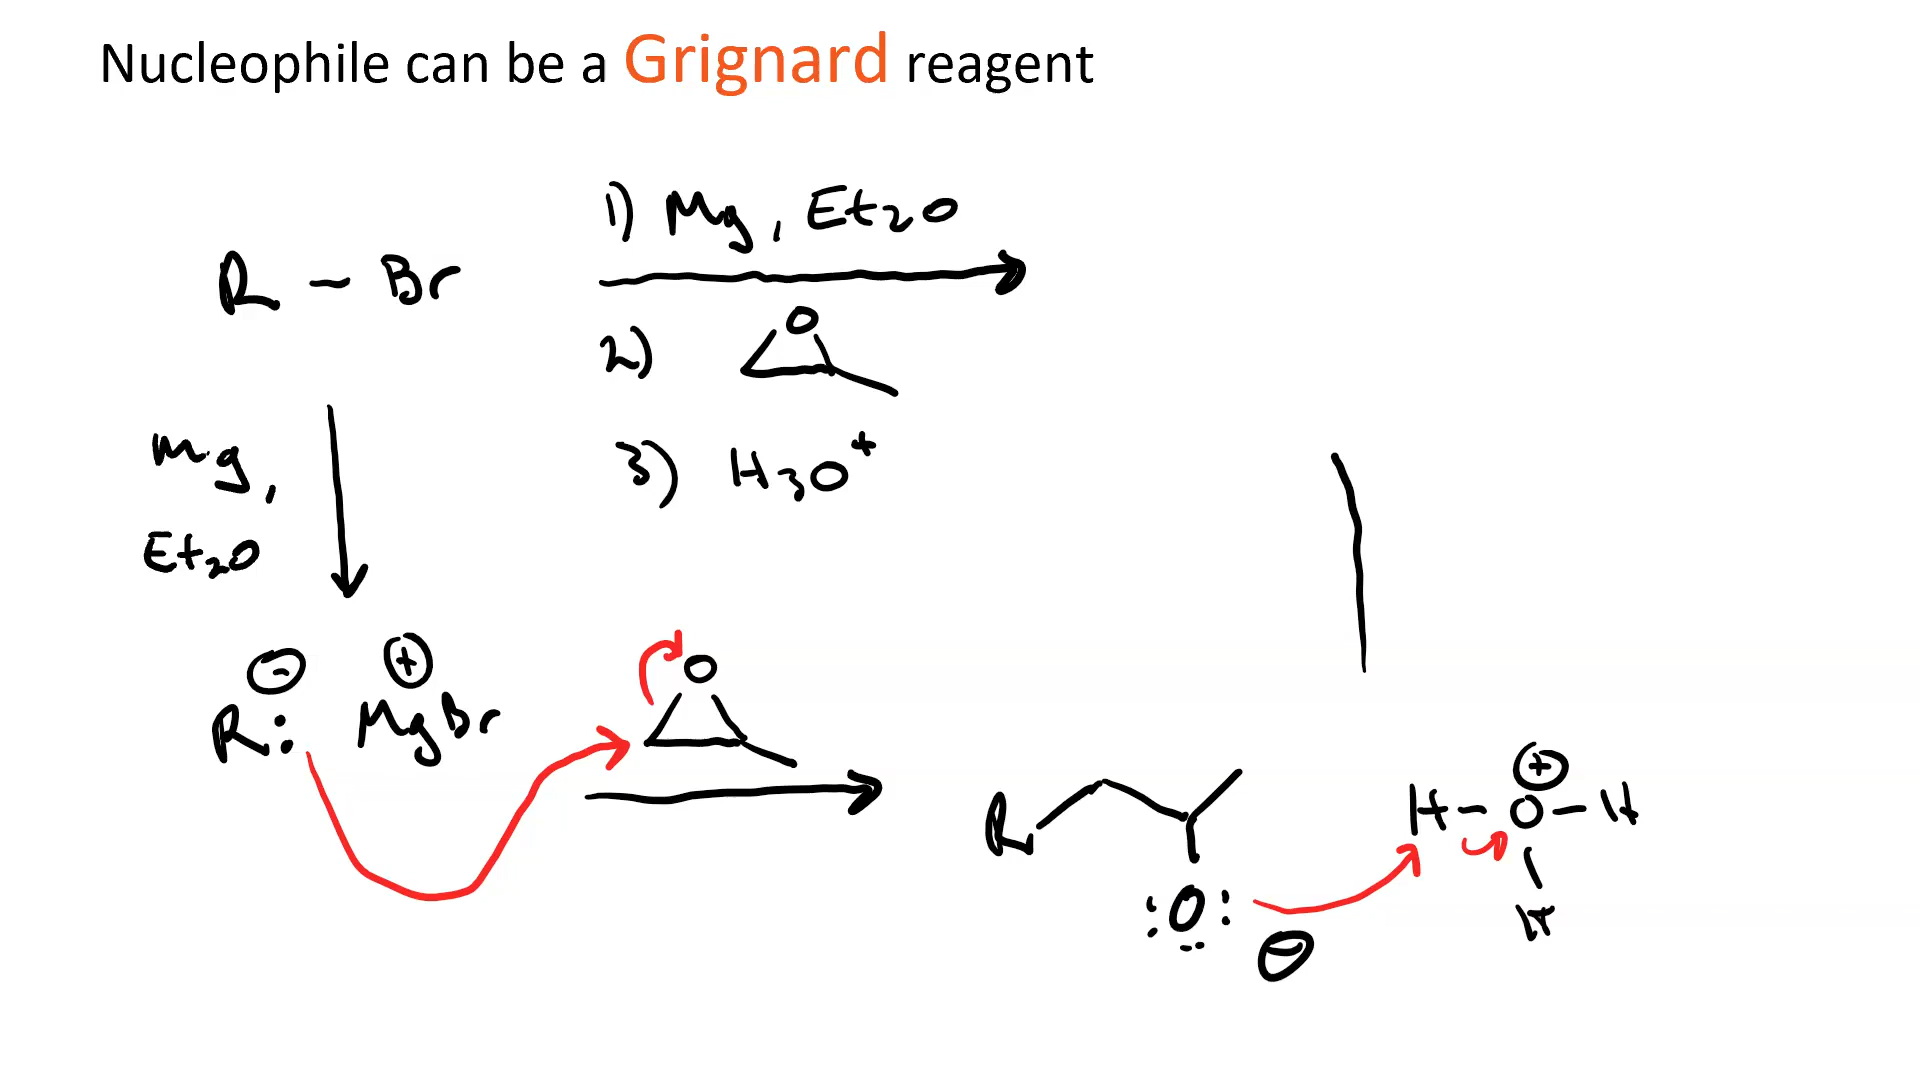 Nucleophile can be a Grignard reagent
1) Mg, Et₂O
R – Br
O
2)
3) H₃O⁺
Mg,
Et₂O
⊖ ⊕
R: MgBr
O
R
:O:
⊖
⊕
H – O – H
H